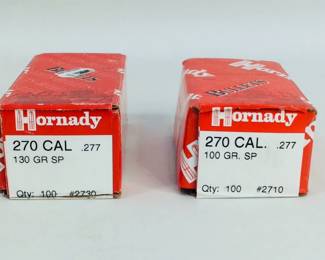 Hornady
270 CAL .277
130 GR SP
Qty: 100 #2730
BULLETS
Hornady
270 CAL. .277
100 GR. SP
Qty: 100 #2710